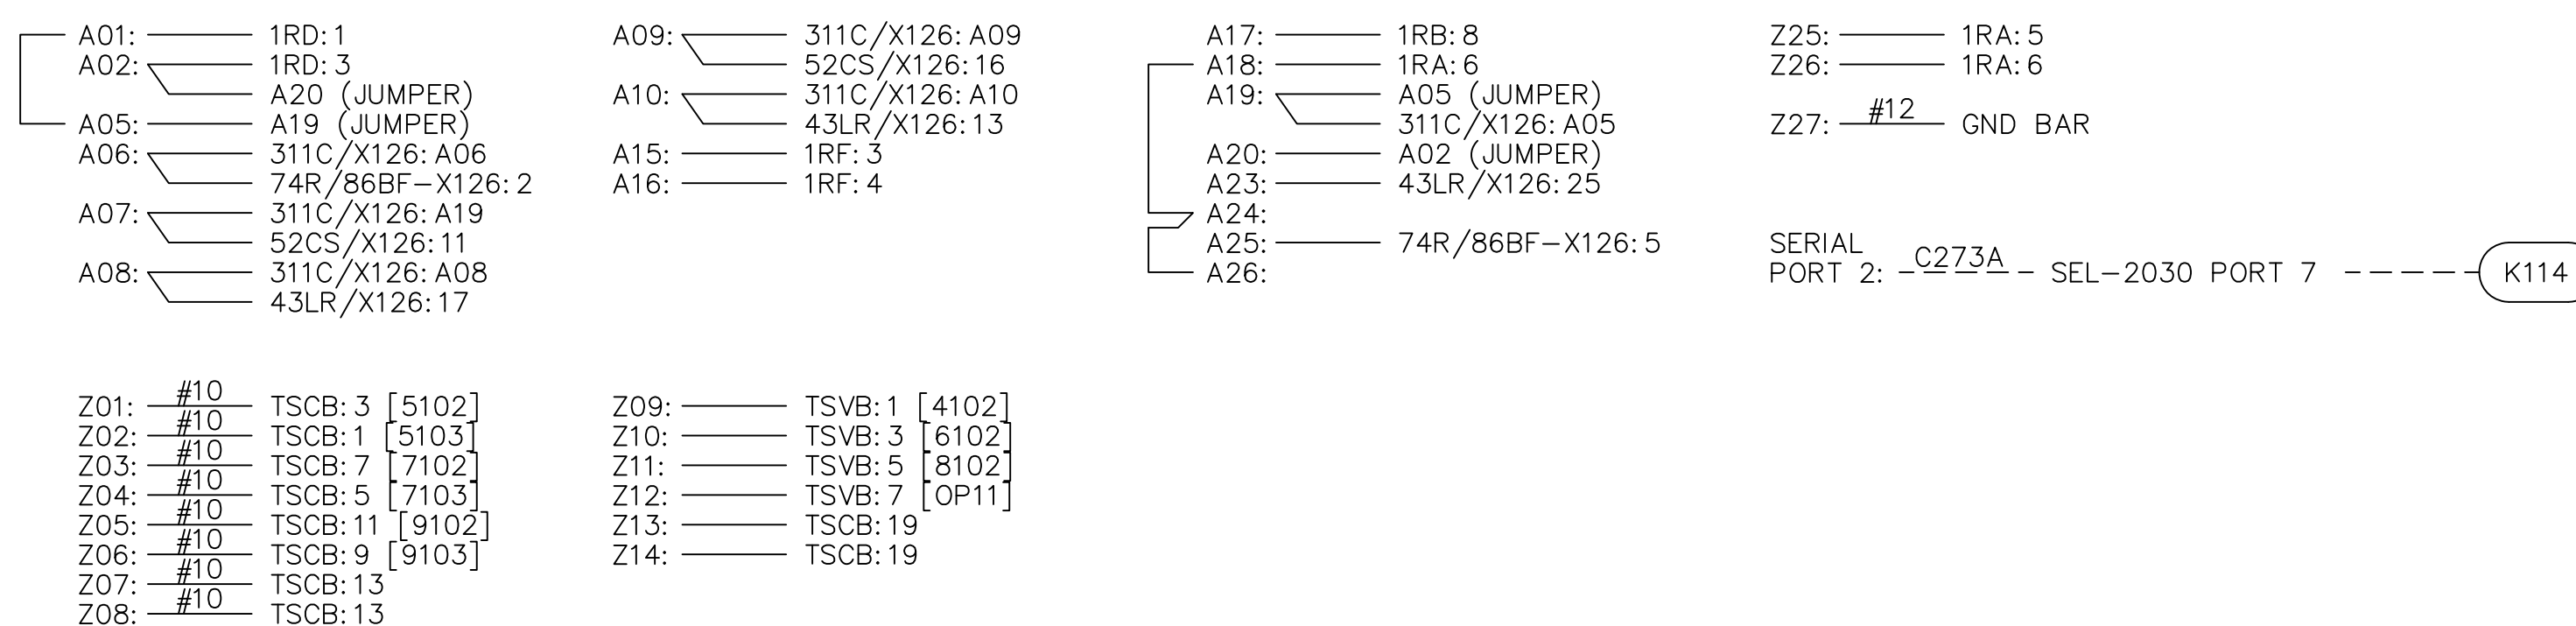 A01: 1RD:1
A02: 1RD:3
A20 (JUMPER)
A05: A19 (JUMPER)
A06: 311C/X126:A06
74R/86BF-X126:2
A07: 311C/X126:A19
52CS/X126:11
A08: 311C/X126:A08
43LR/X126:17
A09: 311C/X126:A09
52CS/X126:16
A10: 311C/X126:A10
43LR/X126:13
A15: 1RF:3
A16: 1RF:4
A17: 1RB:8
A18: 1RA:6
A19: A05 (JUMPER)
311C/X126:A05
A20: A02 (JUMPER)
A23: 43LR/X126:25
A24:
A25: 74R/86BF-X126:5
A26:
Z25: 1RA:5
Z26: 1RA:6
Z27: #12 GND BAR
SERIAL
PORT 2: C273A SEL-2030 PORT 7 K114
Z01: #10 TSCB:3 [5102]
Z02: #10 TSCB:1 [5103]
Z03: #10 TSCB:7 [7102]
Z04: #10 TSCB:5 [7103]
Z05: #10 TSCB:11 [9102]
Z06: #10 TSCB:9 [9103]
Z07: #10 TSCB:13
Z08: #10 TSCB:13
Z09: TSVB:1 [4102]
Z10: TSVB:3 [6102]
Z11: TSVB:5 [8102]
Z12: TSVB:7 [OP11]
Z13: TSCB:19
Z14: TSCB:19